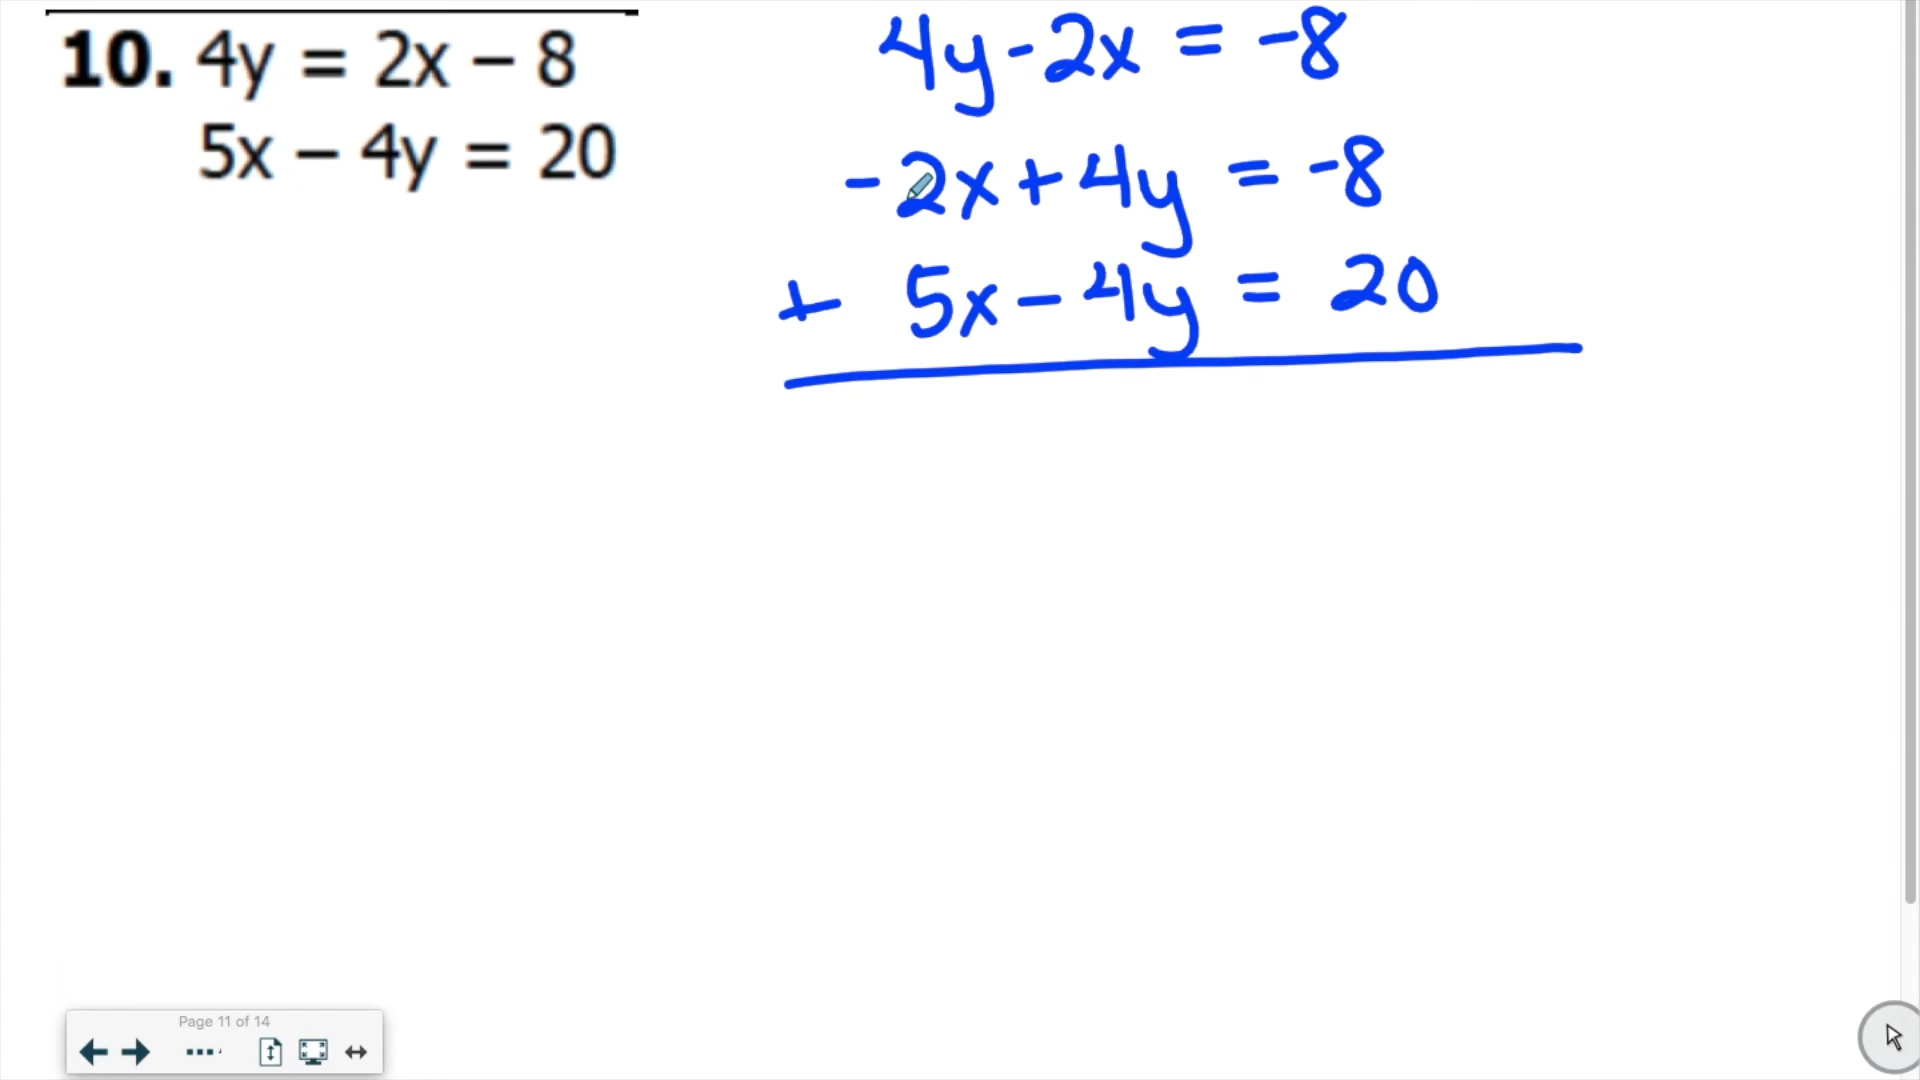 10. 4y = 2x – 8
5x – 4y = 20
4y-2x = -8
-2x+4y = -8
+ 5x-4y = 20
Page 11 of 14